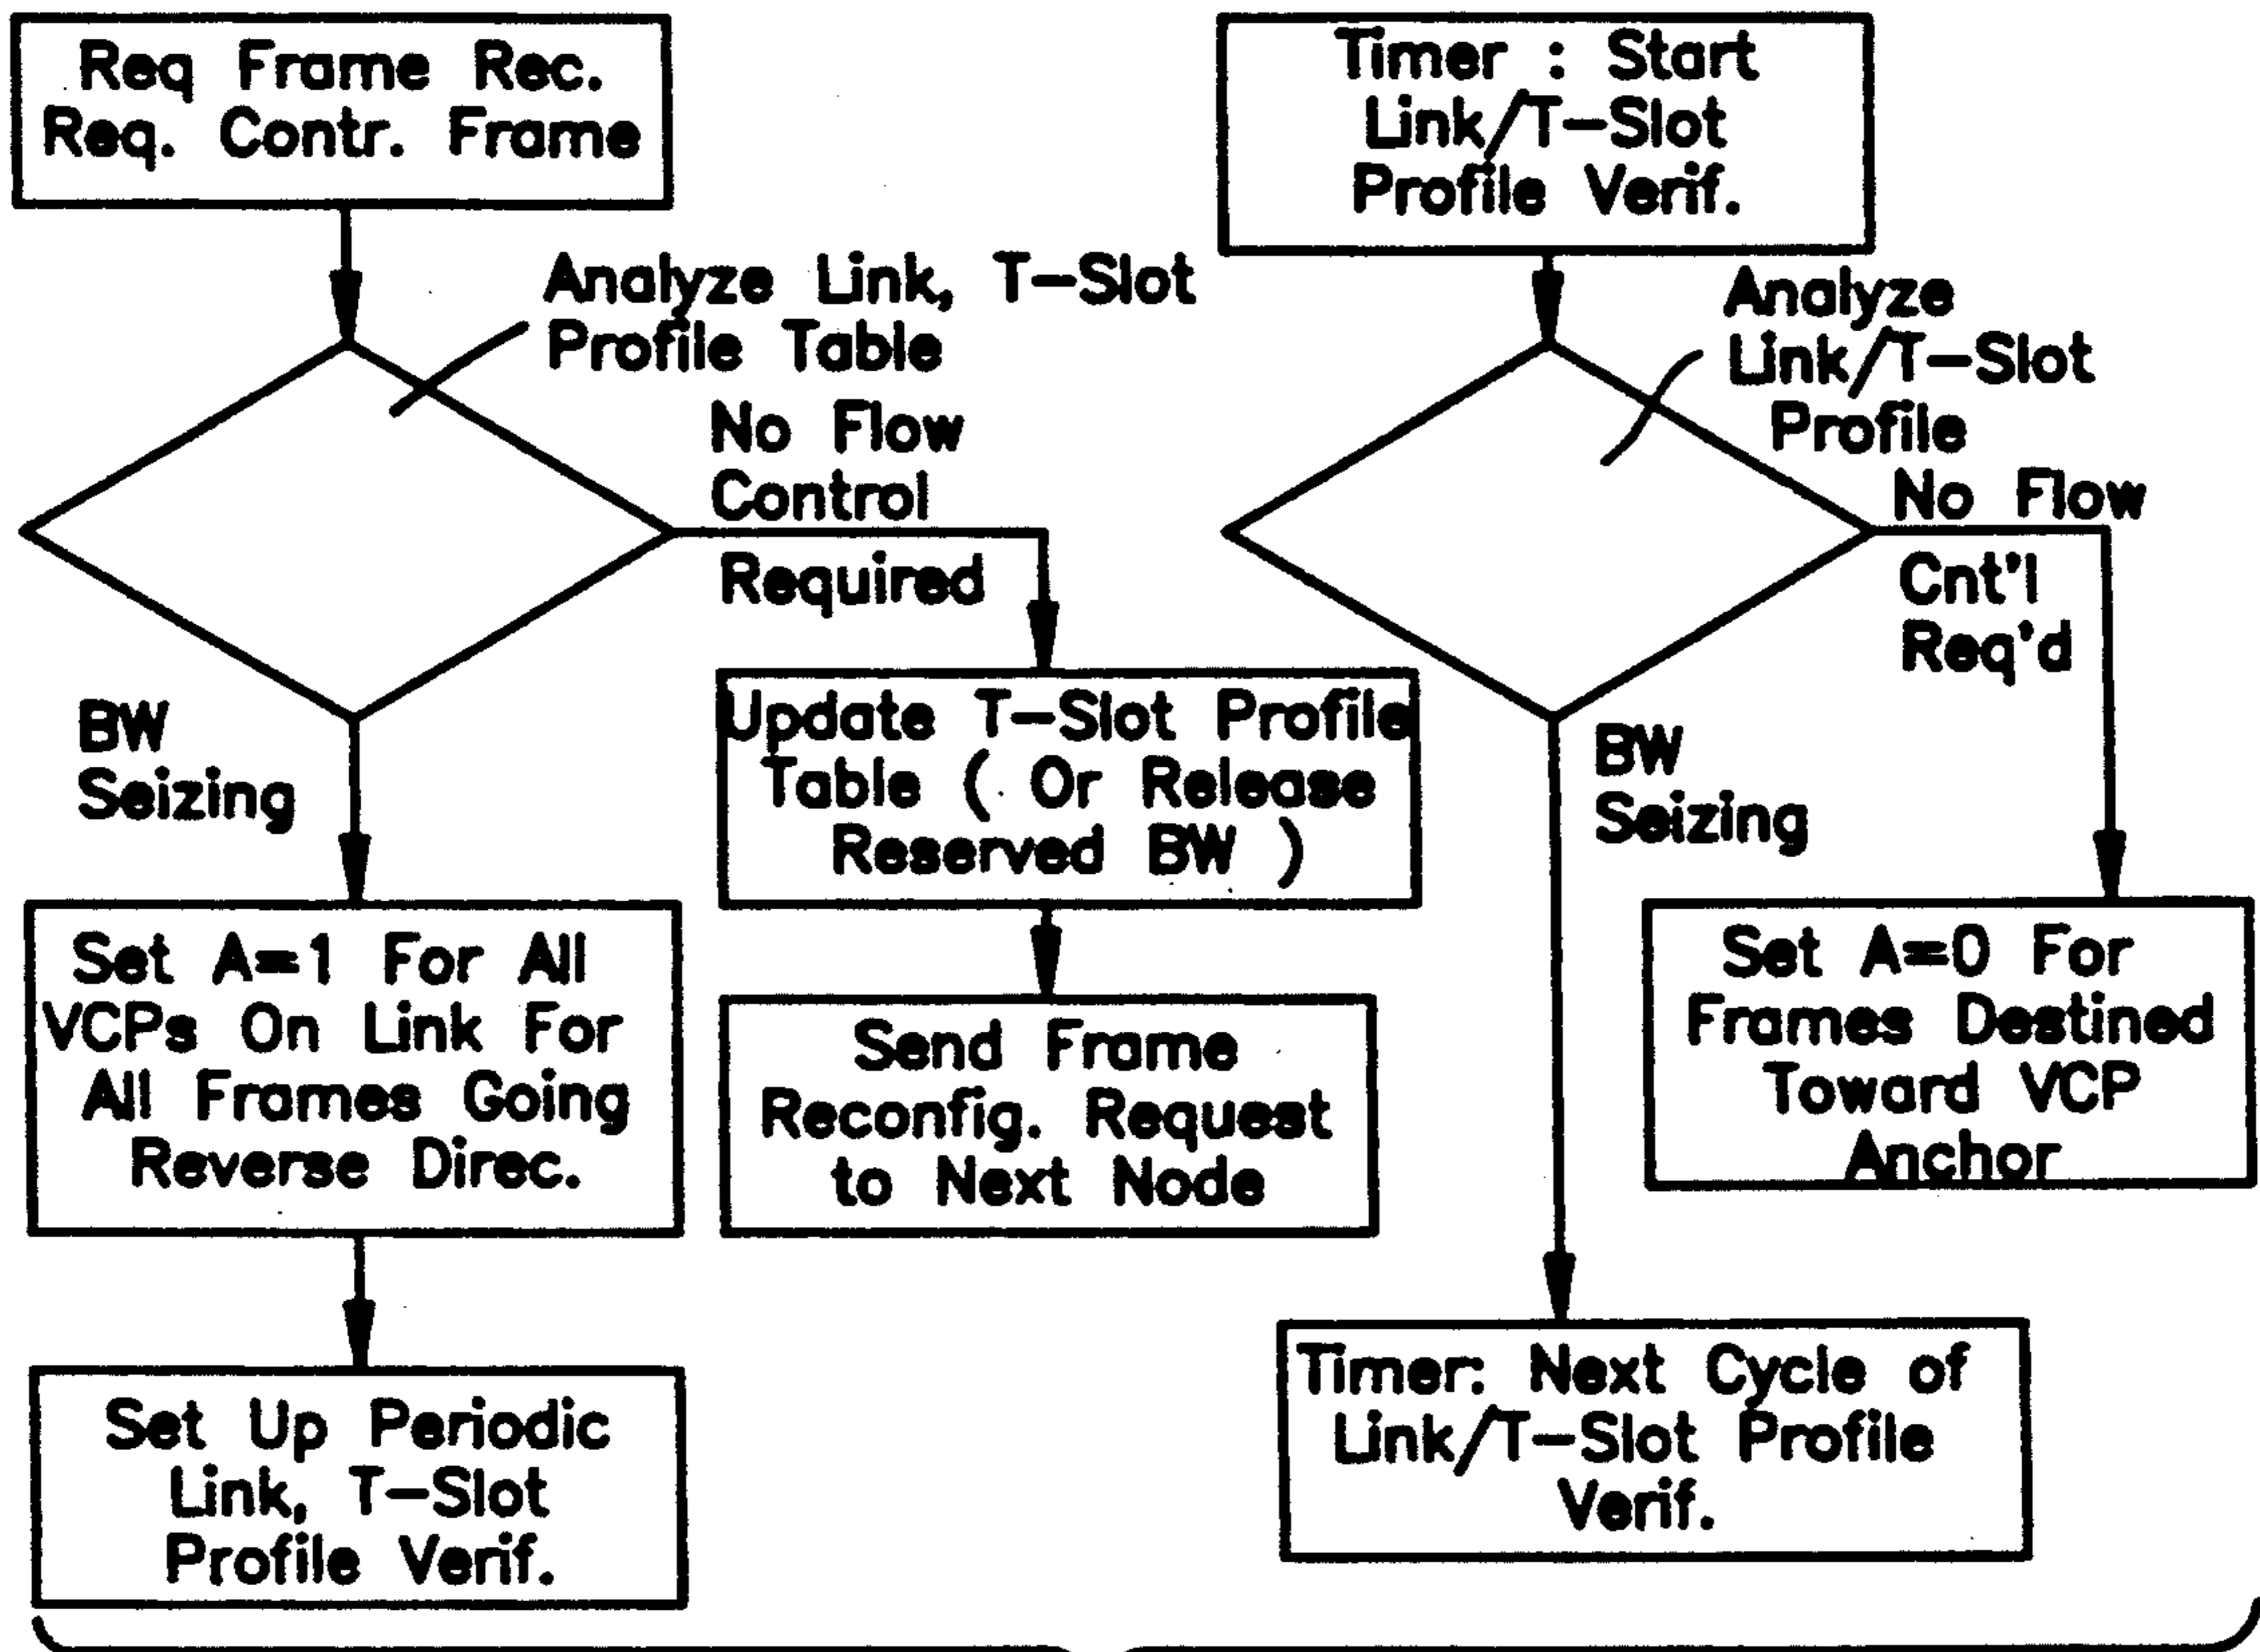 Req Frame Rec.
Req. Contr. Frame
Analyze Link, T-Slot
Profile Table
No Flow
Control
Required
BW
Seizing
Update T-Slot Profile
Table ( Or Release
Reserved BW )
Send Frame
Reconfig. Request
to Next Node
Set A=1 For All
VCPs On Link For
All Frames Going
Reverse Direc.
Set Up Periodic
Link, T-Slot
Profile Verif.
Timer : Start
Link/T-Slot
Profile Verif.
Analyze
Link/T-Slot
Profile
No Flow
Cnt'l
Req'd
BW
Seizing
Set A=0 For
Frames Destined
Toward VCP
Anchor
Timer: Next Cycle of
Link/T-Slot Profile
Verif.